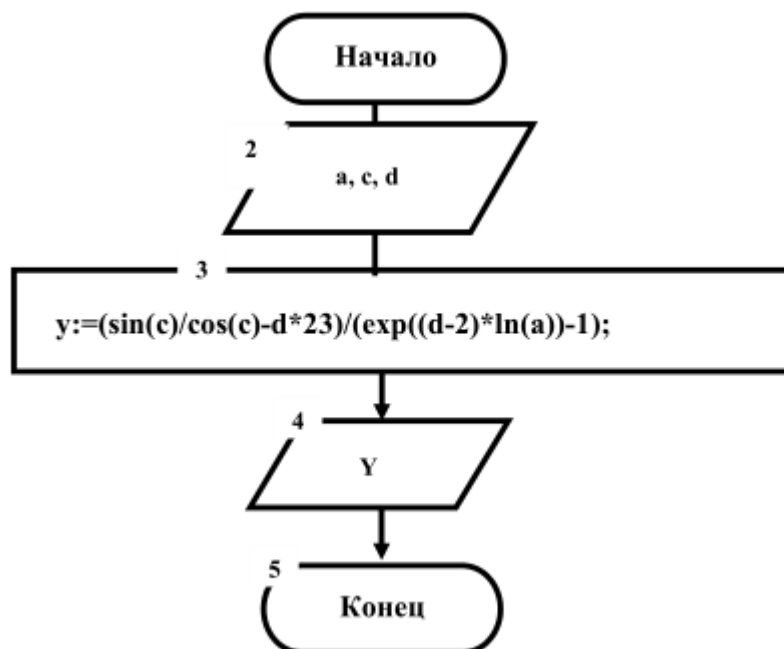 Начало
2
a, c, d
3
y:=(sin(c)/cos(c)-d*23)/(exp((d-2)*ln(a))-1);
4
Y
5
Конец